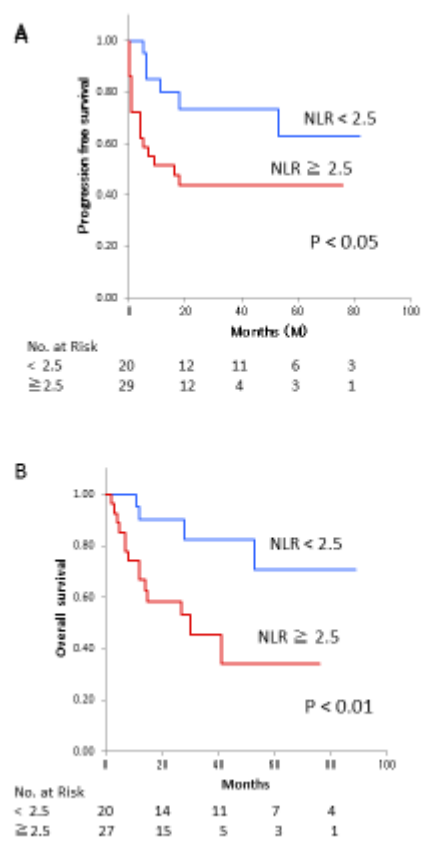 A
1.00
0.80
0.60
0.40
0.20
0.00
Progression free survival
NLR < 2.5
NLR ≧ 2.5
P < 0.05
0 20 40 60 80 100
Months (M)
No. at Risk
< 2.5 20 12 11 6 3
≧2.5 29 12 4 3 1
B
1.00
0.80
0.60
0.40
0.20
0.00
Overall survival
NLR < 2.5
NLR ≧ 2.5
P < 0.01
0 20 40 60 80 100
Months
No. at Risk
< 2.5 20 14 11 7 4
≧2.5 27 15 5 3 1